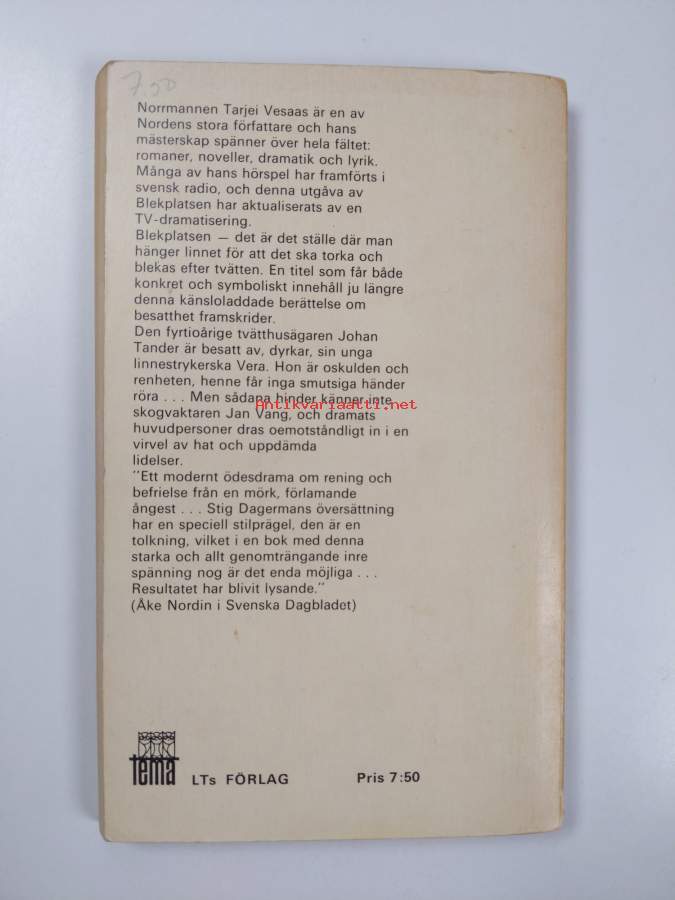 7.50
Norrmannen Tarjei Vesaas är en av
Nordens stora författare och hans
mästerskap spänner över hela fältet:
romaner, noveller, dramatik och lyrik.
Många av hans hörspel har framförts i
svensk radio, och denna utgåva av
Blekplatsen har aktualiserats av en
TV-dramatisering.
Blekplatsen — det är det ställe där man
hänger linnet för att det ska torka och
blekas efter tvätten. En titel som får både
konkret och symboliskt innehåll ju längre
denna känsloladdade berättelse om
besatthet framskrider.
Den fyrtioårige tvätthusägaren Johan
Tander är besatt av, dyrkar, sin unga
linnestrykerska Vera. Hon är oskulden och
renheten, henne får inga smutsiga händer
röra . . . Men sådana hinder känner inte
Antikvariaatti.net
skogvaktaren Jan Vang, och dramats
huvudpersoner dras oemotståndligt in i en
virvel av hat och uppdämda
lidelser.
"Ett modernt ödesdrama om rening och
befrielse från en mörk, förlamande
ångest . . . Stig Dagermans översättning
har en speciell stilprägel, den är en
tolkning, vilket i en bok med denna
starka och allt genomträngande inre
spänning nog är det enda möjliga . . .
Resultatet har blivit lysande."
(Åke Nordin i Svenska Dagbladet)
tema
LTs FÖRLAG Pris 7:50